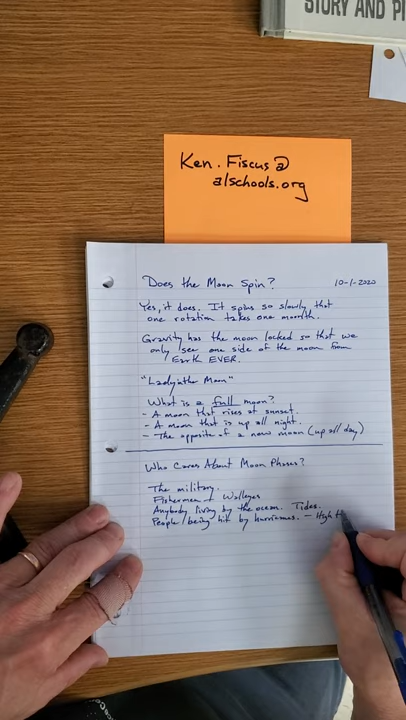 STORY AND PI
Ken.Fiscus@
alschools.org
Does the Moon Spin? 10-1-2020
Yes, it does. It spins so slowly that
one rotation takes one moonth.
Gravity has the moon locked so that we
only see one side of the moon from
Earth EVER.
"Ladyather Moon"
What is a full moon?
- A moon that rises at sunset.
- A moon that is up all night.
- The opposite of a new moon (up all day)
Who Cares About Moon Phases?
The military.
Fishermen + Walleyes
Anybody living by the ocean. Tides.
People being hit by hurricanes. - High